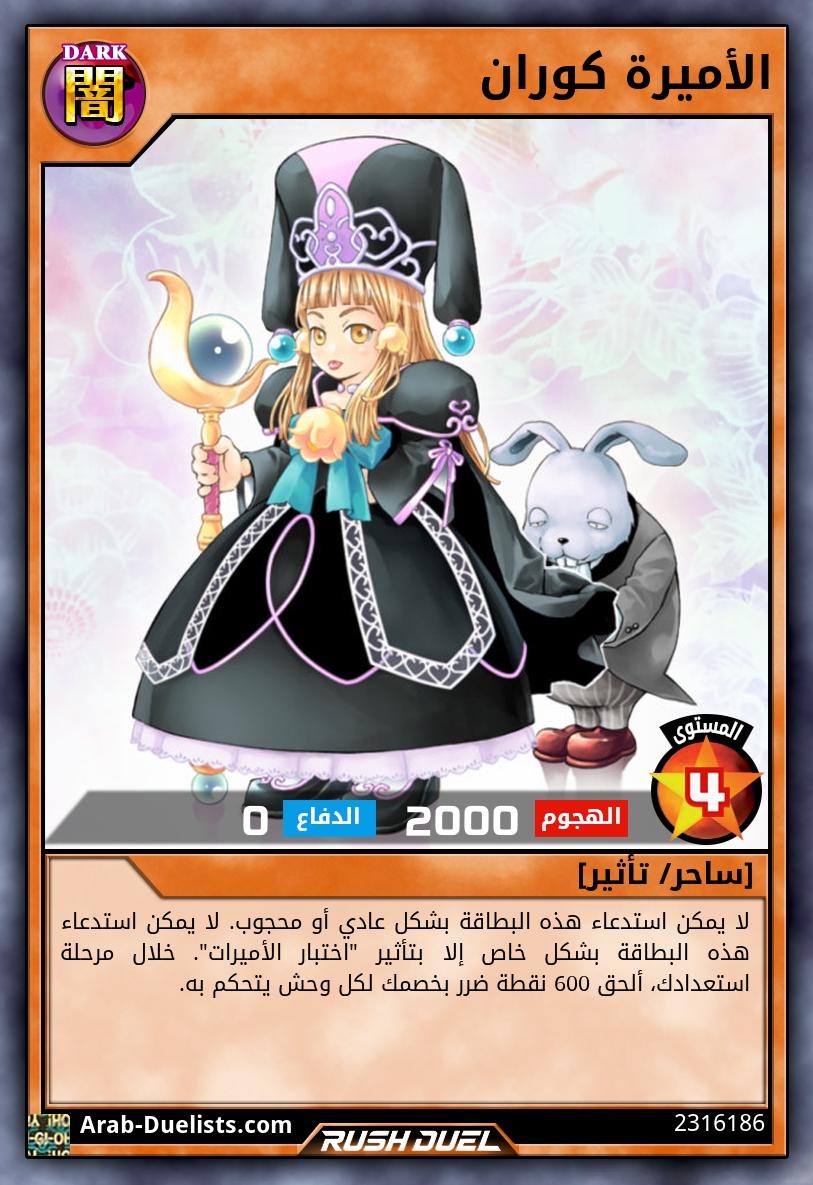 DARK
闇
الأميرة كوران
المستوى
4
الهجوم 2000 الدفاع 0
[ساحر/ تأثير]
لا يمكن استدعاء هذه البطاقة بشكل عادي أو محجوب. لا يمكن استدعاء
هذه البطاقة بشكل خاص إلا بتأثير "اختبار الأميرات". خلال مرحلة
استعدادك، ألحق 600 نقطة ضرر بخصمك لكل وحش يتحكم به.
Arab-Duelists.com
RUSH DUEL
2316186